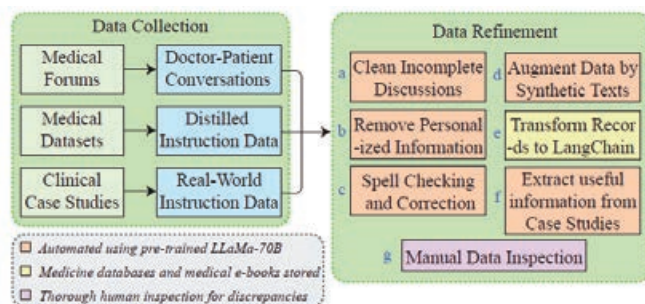 Data Collection
Medical
Forums
Doctor-Patient
Conversations
Medical
Datasets
Distilled
Instruction Data
Clinical
Case Studies
Real-World
Instruction Data
Automated using pre-trained LLaMa-70B
Medicine databases and medical e-books stored
Thorough human inspection for discrepancies
Data Refinement
a
Clean Incomplete
Discussions
d
Augment Data by
Synthetic Texts
b
Remove Personal
-ized Information
e
Transform Recor
-ds to LangChain
c
Spell Checking
and Correction
f
Extract useful
information from
Case Studies
g
Manual Data Inspection